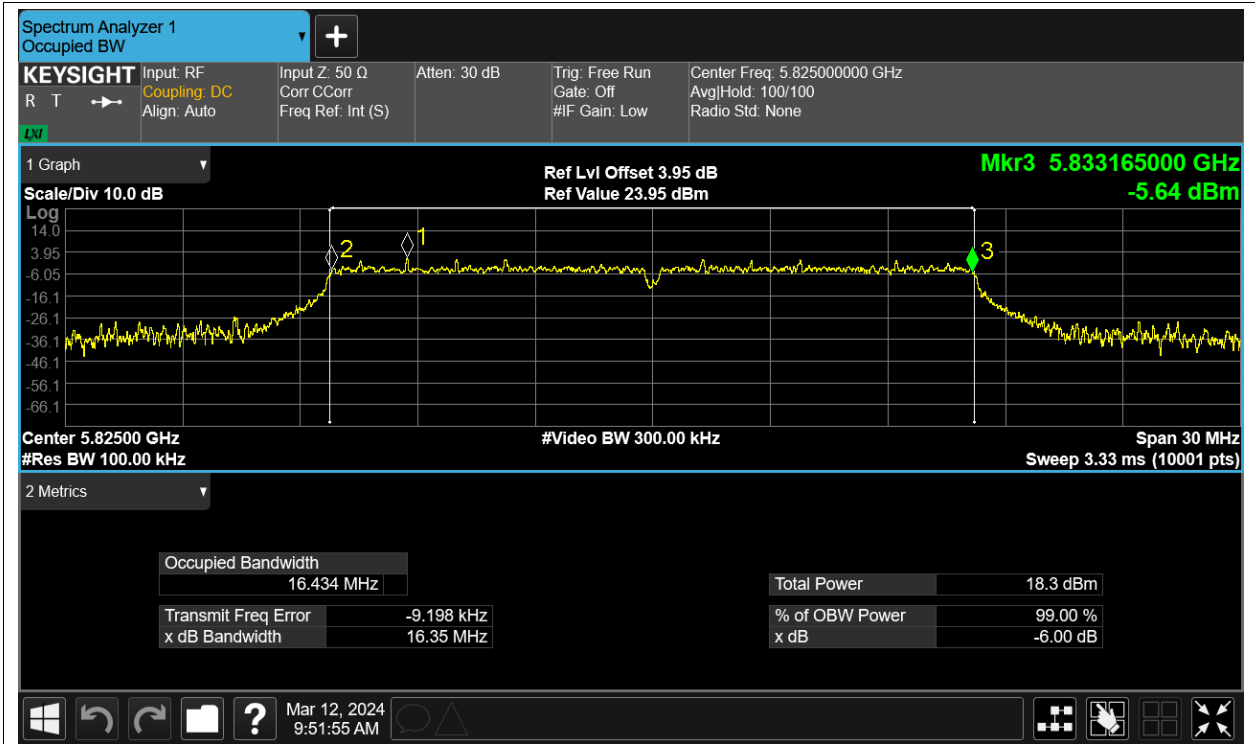 Spectrum Analyzer 1
Occupied BW
KEYSIGHT
R T
LXI
Input: RF
Coupling: DC
Align: Auto
Input Z: 50 Ω
Corr CCorr
Freq Ref: Int (S)
Atten: 30 dB
Trig: Free Run
Gate: Off
#IF Gain: Low
Center Freq: 5.825000000 GHz
Avg|Hold: 100/100
Radio Std: None
1 Graph
Scale/Div 10.0 dB
Ref Lvl Offset 3.95 dB
Ref Value 23.95 dBm
Mkr3 5.833165000 GHz
-5.64 dBm
Log
14.0
3.95
-6.05
-16.1
-26.1
-36.1
-46.1
-56.1
-66.1
2
1
3
Center 5.82500 GHz
#Res BW 100.00 kHz
#Video BW 300.00 kHz
Span 30 MHz
Sweep 3.33 ms (10001 pts)
2 Metrics
Occupied Bandwidth
16.434 MHz
Transmit Freq Error -9.198 kHz
x dB Bandwidth 16.35 MHz
Total Power 18.3 dBm
% of OBW Power 99.00 %
x dB -6.00 dB
?
Mar 12, 2024
9:51:55 AM